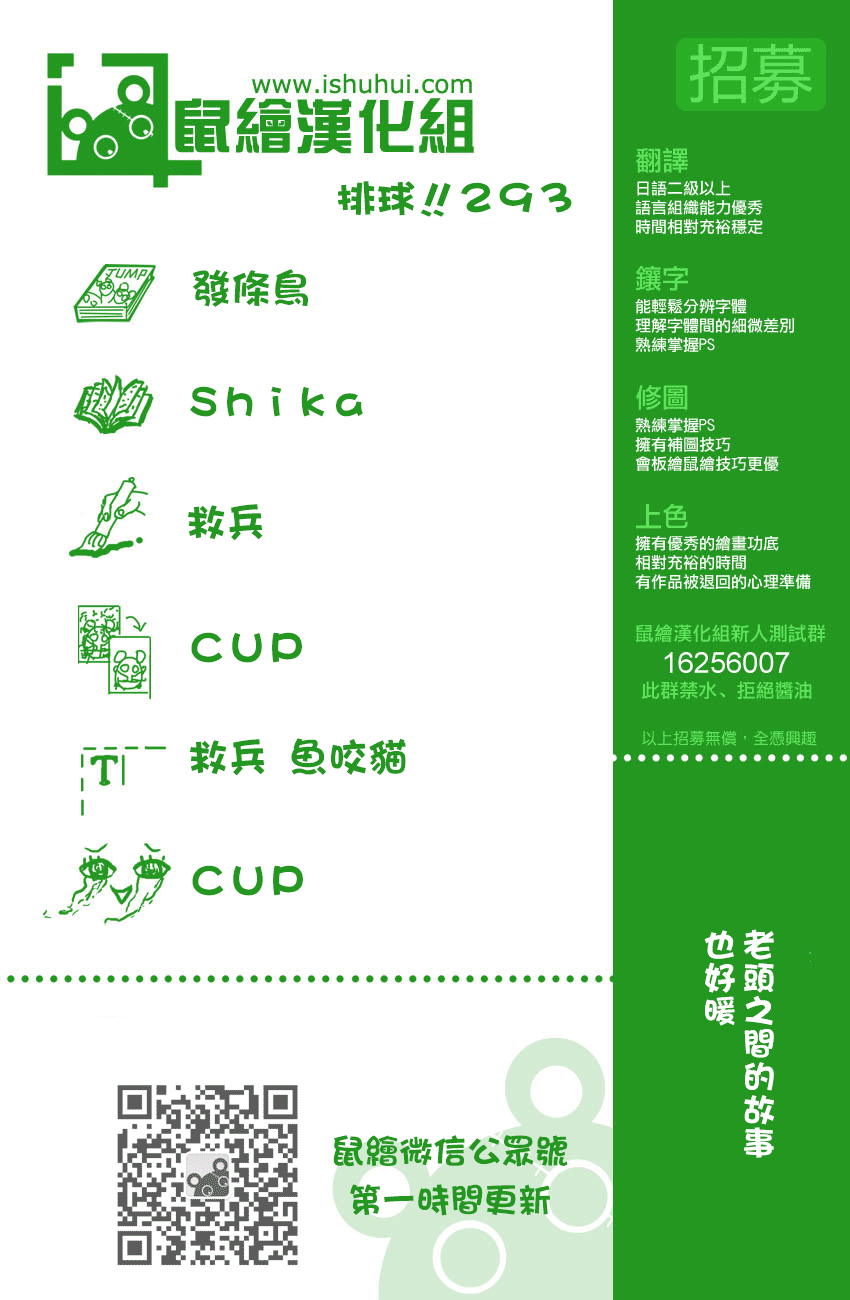 www.ishuhui.com
鼠繪漢化組
排球!!293
JUMP
發條鳥
Shika
救兵
cup
T
救兵 魚咬貓
cup
鼠繪微信公眾號
第一時間更新
招募
翻譯
日語二級以上
語言組織能力優秀
時間相對充裕穩定
鑲字
能輕鬆分辨字體
理解字體間的細微差別
熟練掌握PS
修圖
熟練掌握PS
擁有補圖技巧
會板繪鼠繪技巧更優
上色
擁有優秀的繪畫功底
相對充裕的時間
有作品被退回的心理準備
鼠繪漢化組新人測試群
16256007
此群禁水、拒絕醬油
以上招募無償，全憑興趣
老頭之間的故事
也好暖